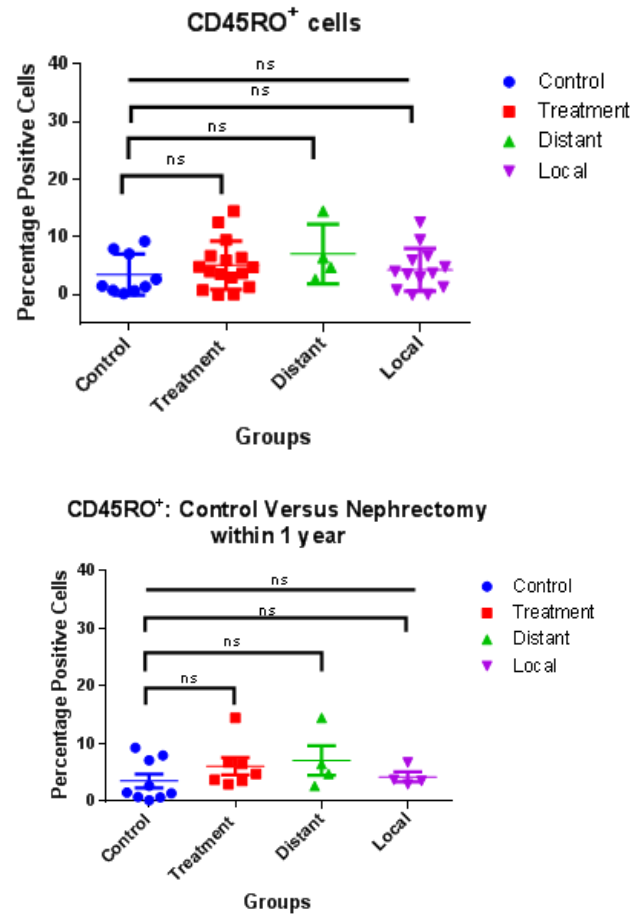 CD45RO+ cells
ns
ns
ns
ns
40
30
20
10
0
Percentage Positive Cells
Control
Treatment
Distant
Local
Groups
Control
Treatment
Distant
Local
CD45RO+: Control Versus Nephrectomy
within 1 year
ns
ns
ns
ns
40
30
20
10
0
Percentage Positive Cells
Control
Treatment
Distant
Local
Groups
Control
Treatment
Distant
Local